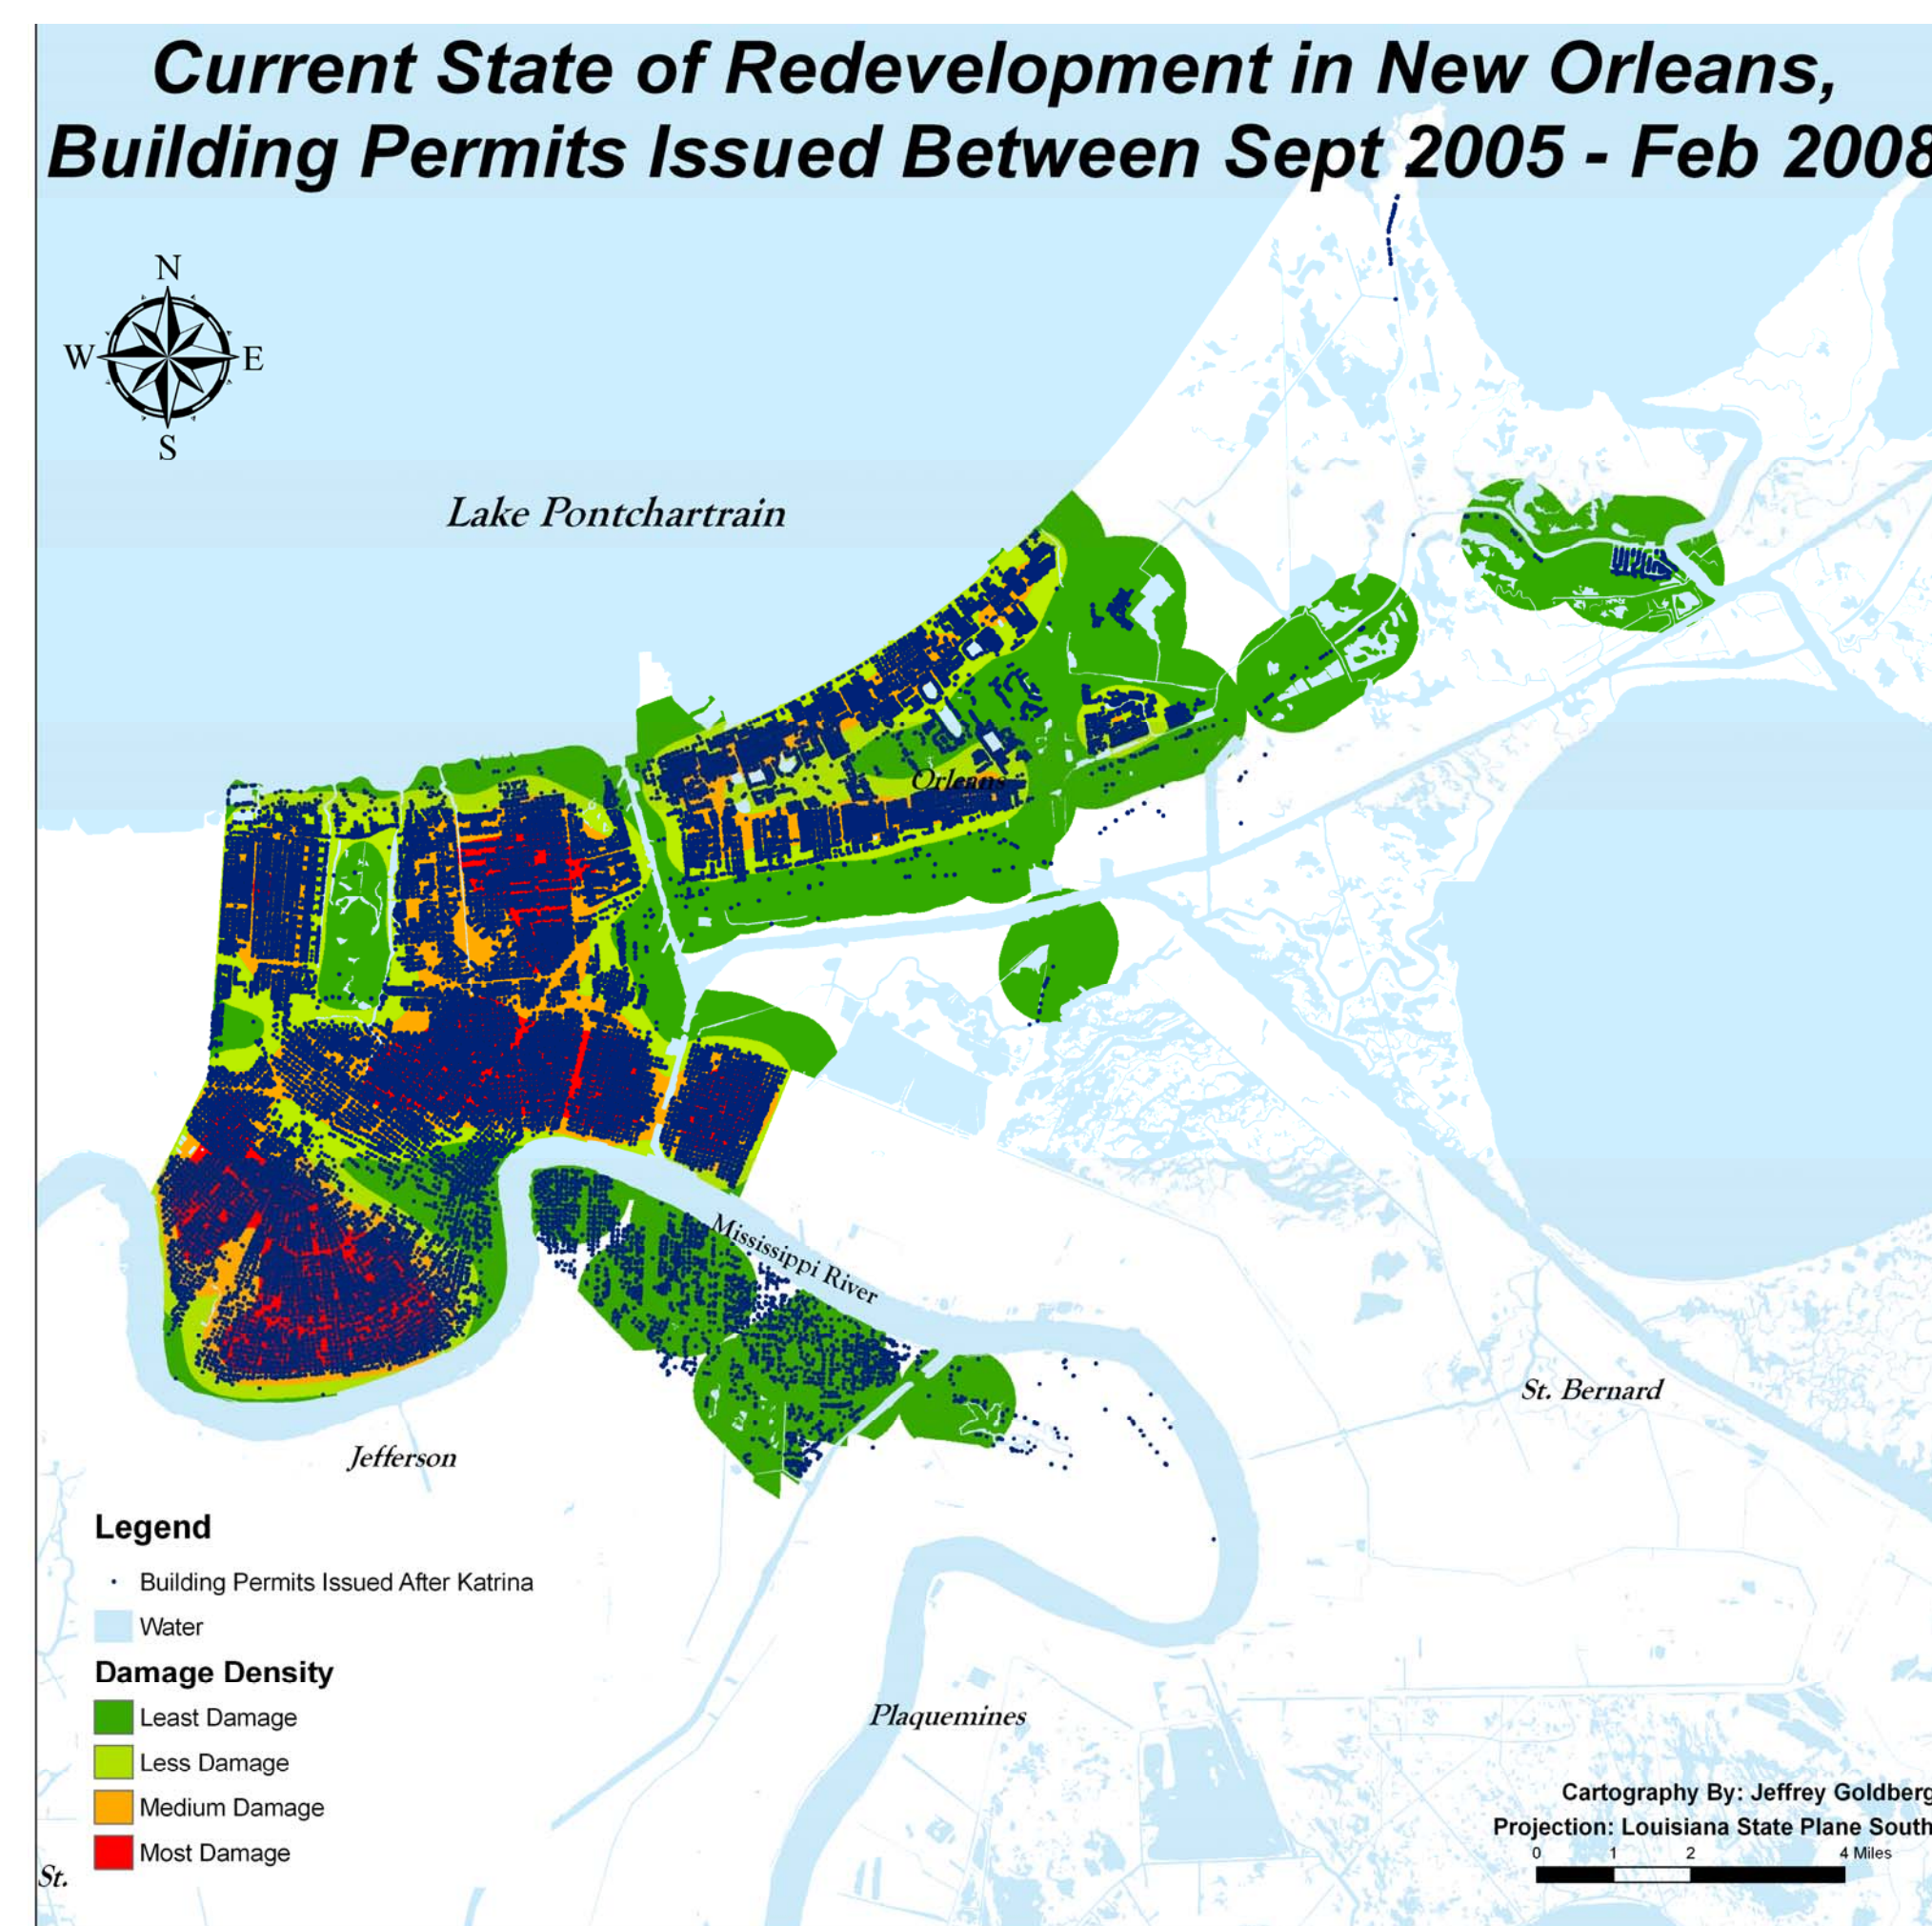 Current State of Redevelopment in New Orleans,
Building Permits Issued Between Sept 2005 - Feb 2008
N
W E
S
Lake Pontchartrain
Orleans
Mississippi River
St. Bernard
Jefferson
Legend
Building Permits Issued After Katrina
Water
Damage Density
Least Damage
Less Damage
Medium Damage
Most Damage
Plaquemines
St.
Cartography By: Jeffrey Goldberg
Projection: Louisiana State Plane South
0 1 2 4 Miles